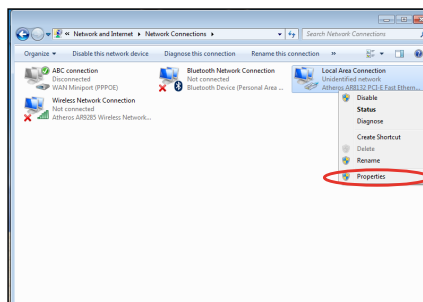 Network and Internet Network Connections
Search Network Connections
Organize Disable this network device Diagnose this connection Rename this connection »
ABC connection
Disconnected
WAN Miniport (PPPOE)
Bluetooth Network Connection
Not connected
Bluetooth Device (Personal Area ...
Local Area Connection
Unidentified network
Atheros AR8132 PCI-E Fast Ethern...
Wireless Network Connection
Not connected
Atheros AR9285 Wireless Network...
Disable
Status
Diagnose
Create Shortcut
Delete
Rename
Properties